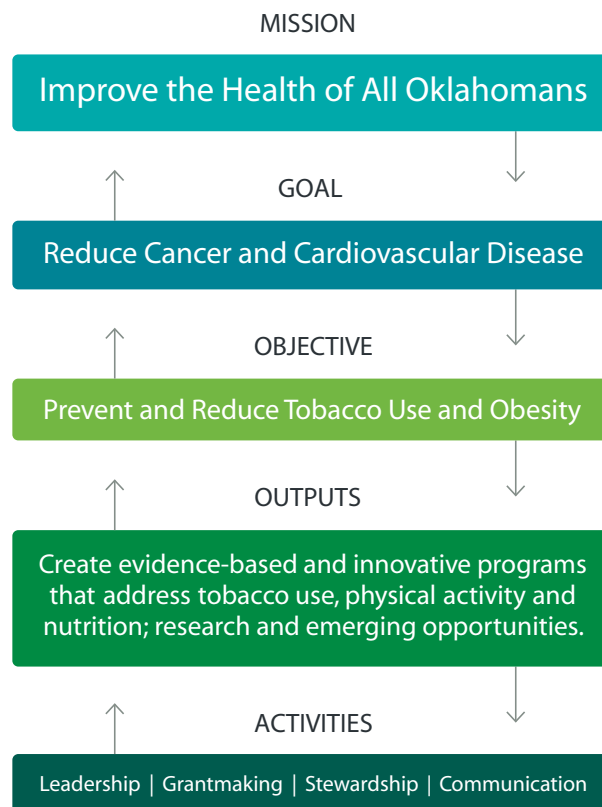 MISSION
Improve the Health of All Oklahomans
GOAL
Reduce Cancer and Cardiovascular Disease
OBJECTIVE
Prevent and Reduce Tobacco Use and Obesity
OUTPUTS
Create evidence-based and innovative programs
that address tobacco use, physical activity and
nutrition; research and emerging opportunities.
ACTIVITIES
Leadership | Grantmaking | Stewardship | Communication